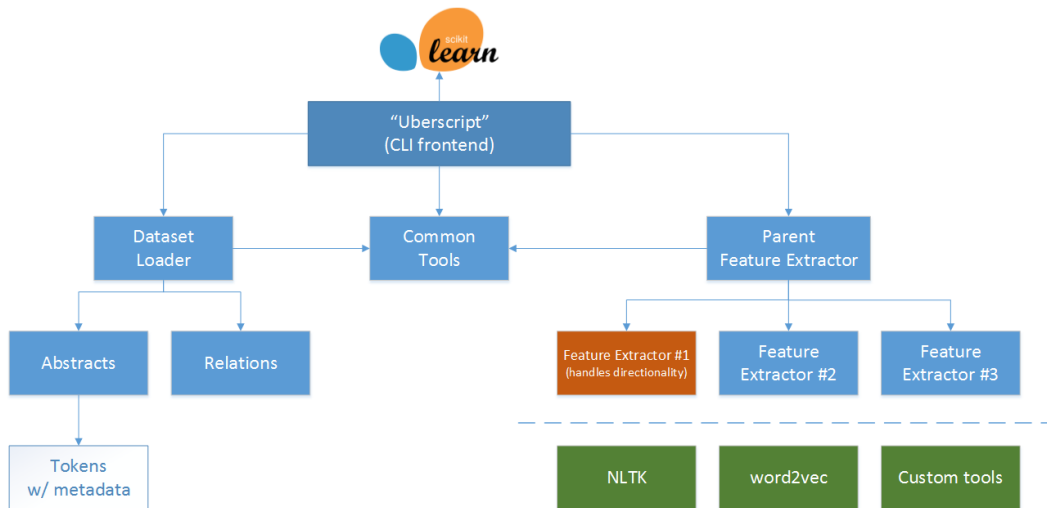 scikit
learn
“Uberscript”
(CLI frontend)
Dataset
Loader
Common
Tools
Parent
Feature Extractor
Abstracts
Relations
Feature Extractor #1
(handles directionality)
Feature
Extractor #2
Feature
Extractor #3
Tokens
w/ metadata
NLTK
word2vec
Custom tools